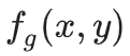 f_g(x, y)